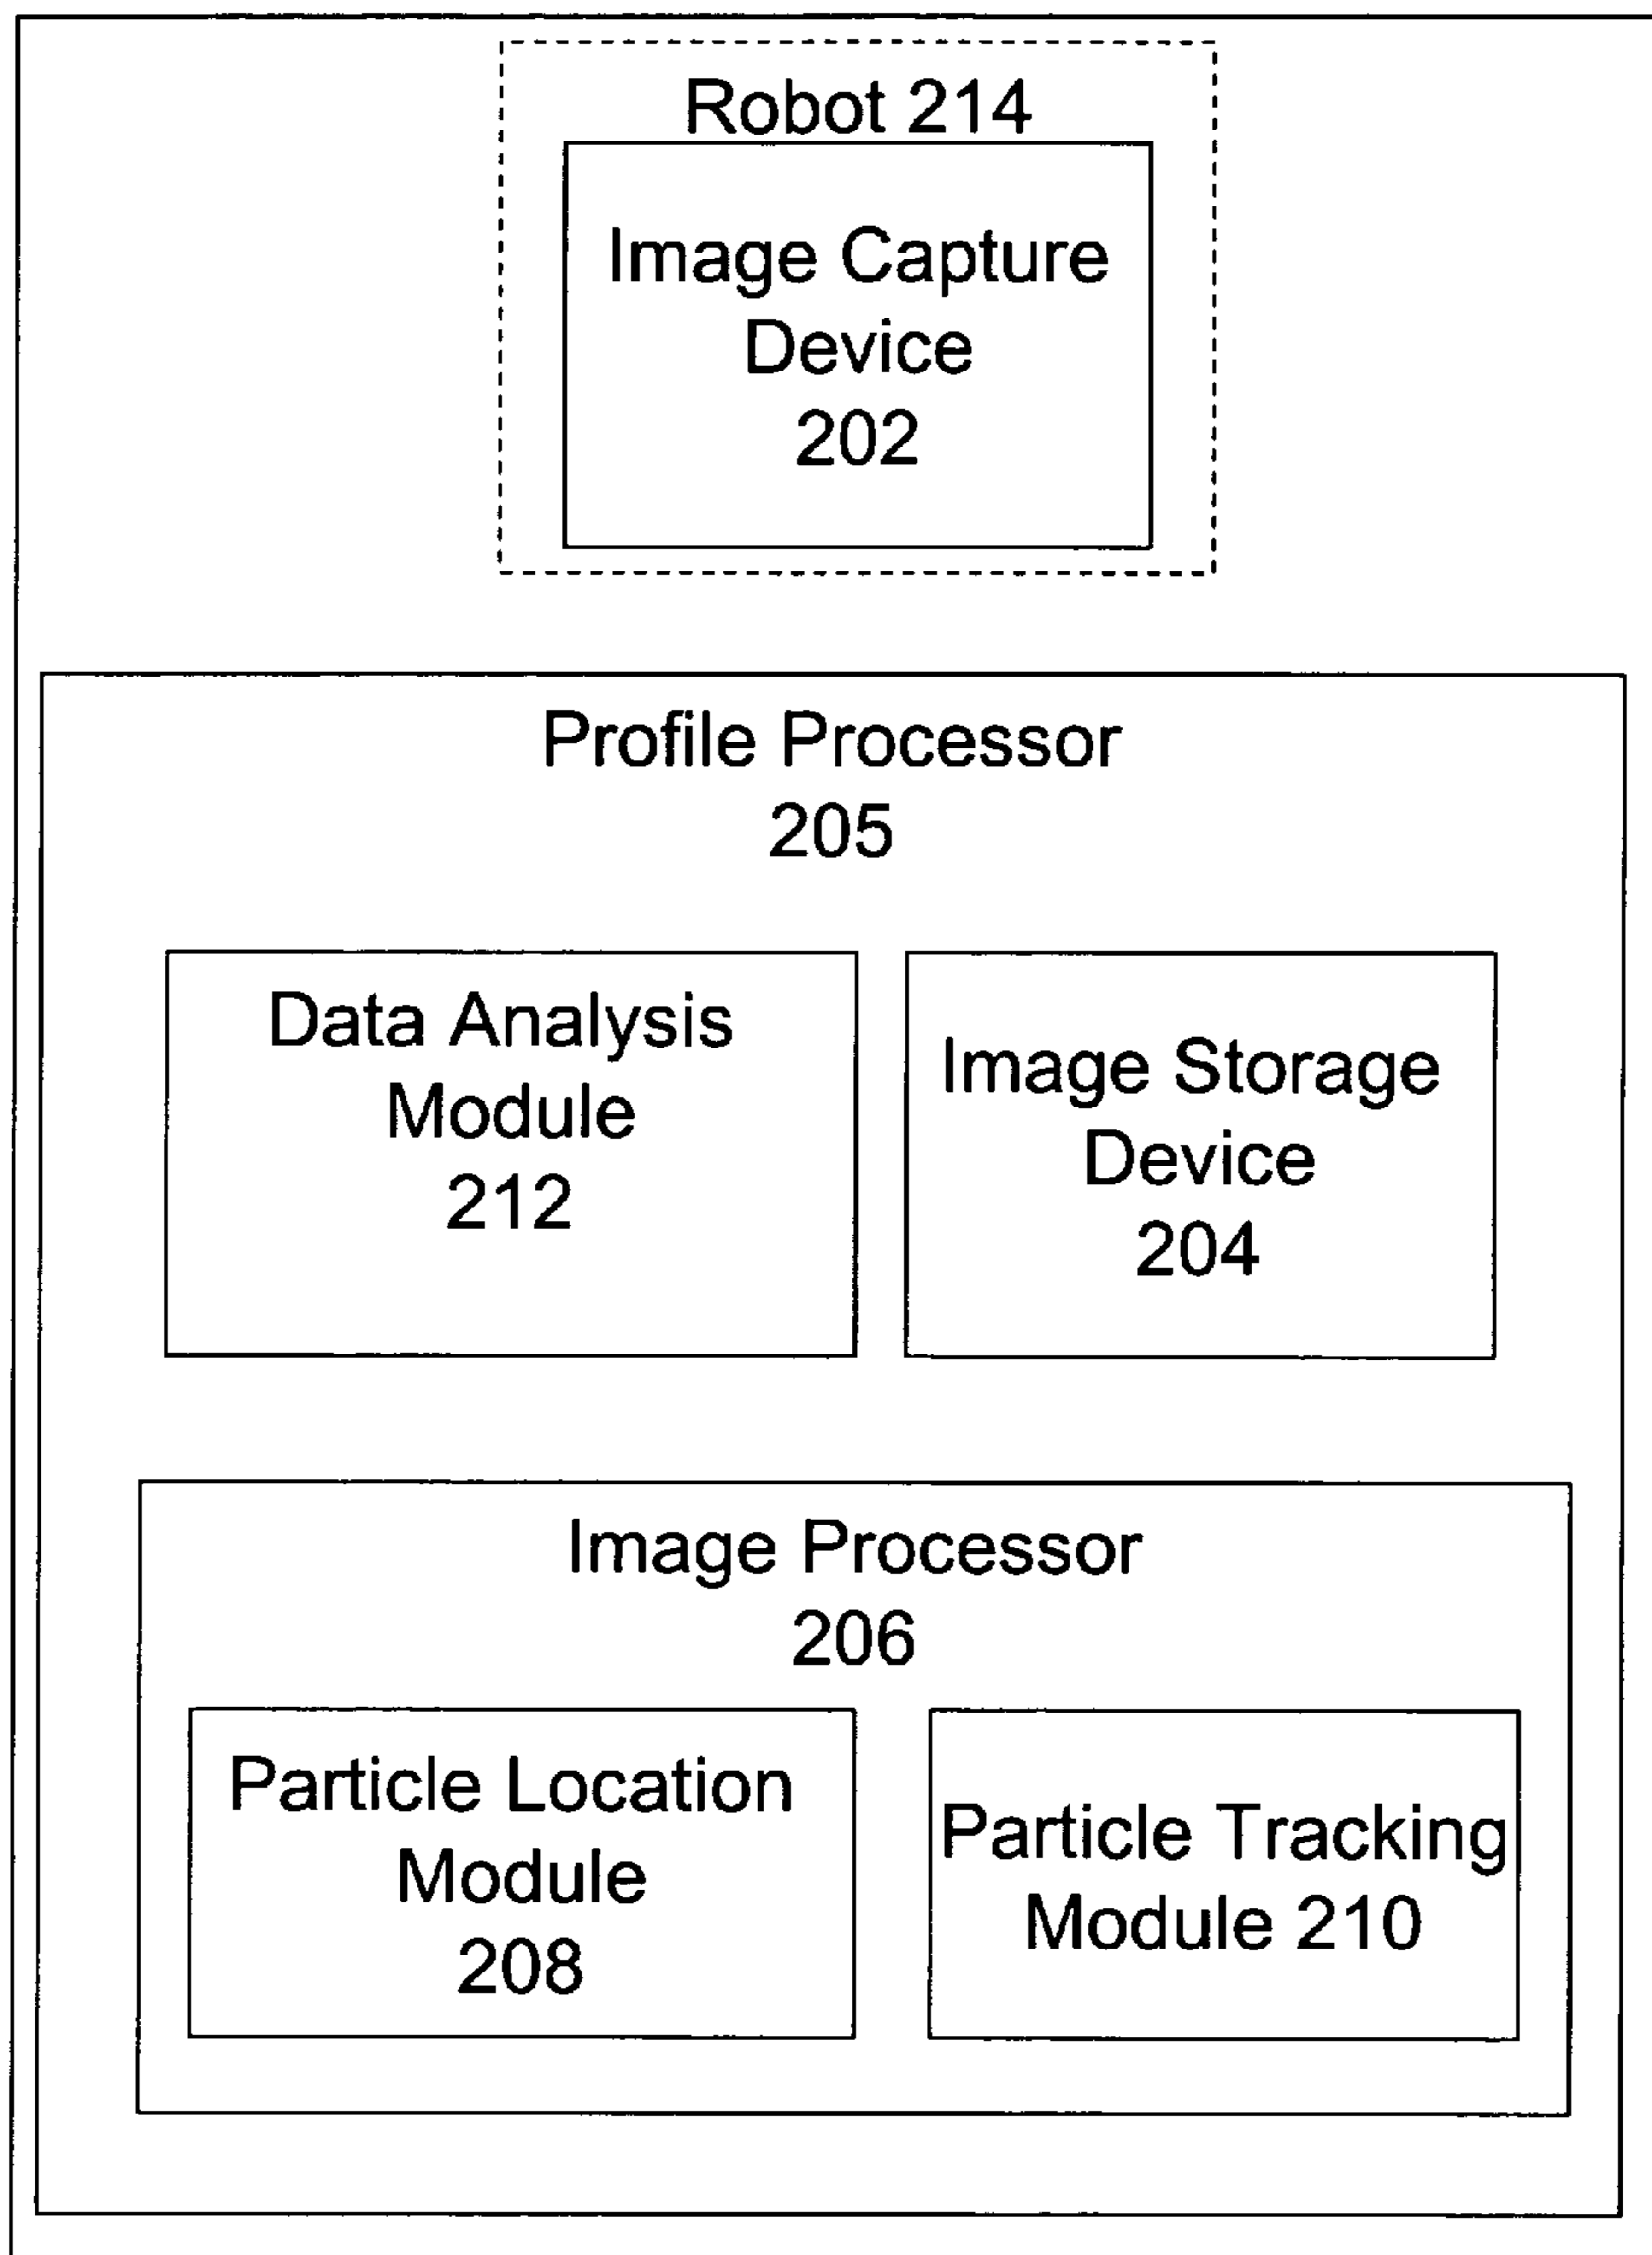 Robot 214
Image Capture
Device
202
Profile Processor
205
Data Analysis
Module
212
Image Storage
Device
204
Image Processor
206
Particle Location
Module
208
Particle Tracking
Module 210